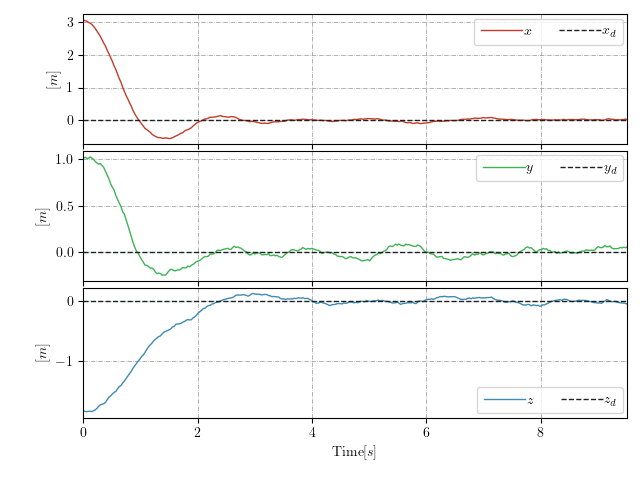 3
2
1
0
[m]
x
x_d
1.0
0.5
0.0
[m]
y
y_d
0
−1
[m]
z
z_d
0 2 4 6 8
Time[s]